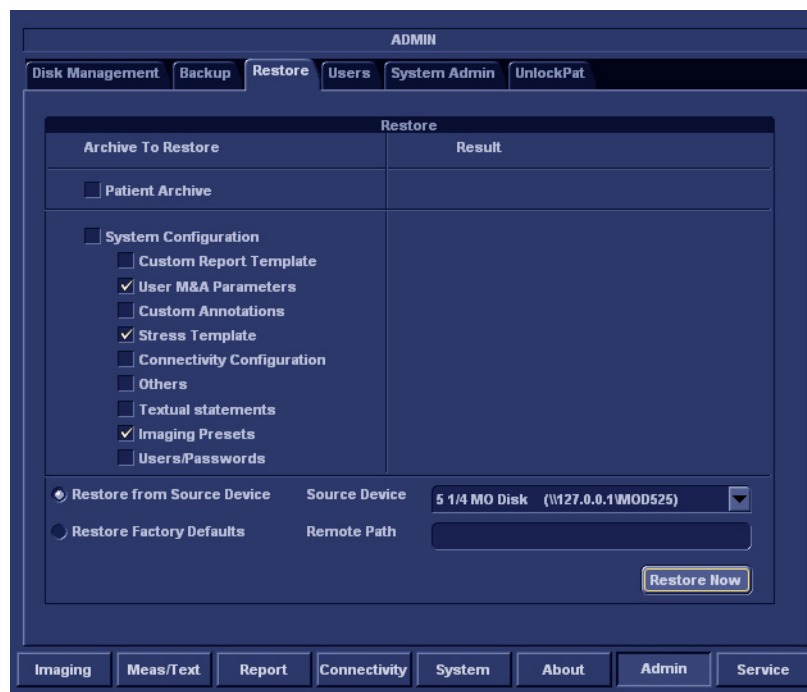 ADMIN
Disk Management Backup Restore Users System Admin UnlockPat
Restore
Archive To Restore Result
Patient Archive
System Configuration
Custom Report Template
User M&A Parameters
Custom Annotations
Stress Template
Connectivity Configuration
Others
Textual statements
Imaging Presets
Users/Passwords
Restore from Source Device Source Device 5 1/4 MO Disk (\\127.0.0.1\MOD525)
Restore Factory Defaults Remote Path
Restore Now
Imaging Meas/Text Report Connectivity System About Admin Service